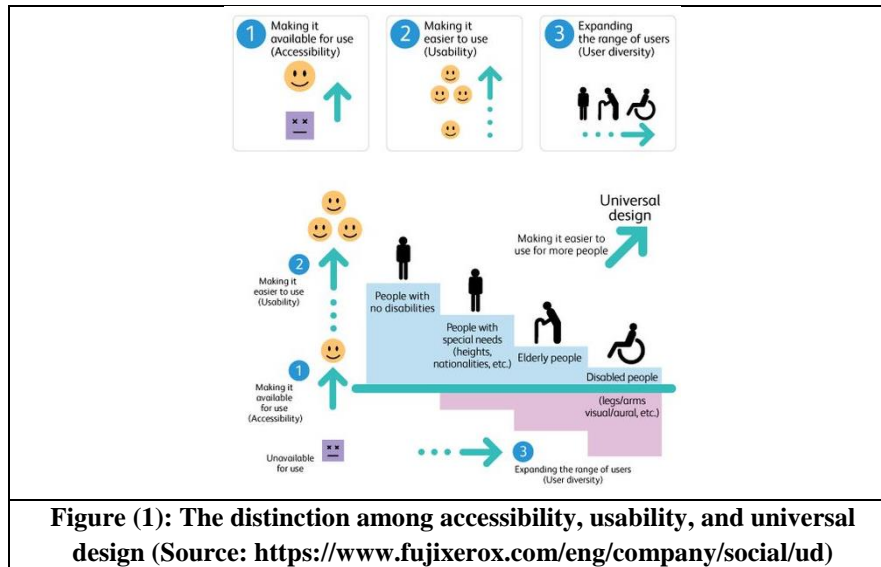 1
Making it
available for use
(Accessibility)
2
Making it
easier to use
(Usability)
3
Expanding
the range of users
(User diversity)
Universal
design
Making it easier to
use for more people
2
Making it
easier to use
(Usability)
People with
no disabilities
People with
special needs
(heights,
nationalities, etc.)
Elderly people
Disabled people
(legs/arms
visual/aural, etc.)
1
Making it
available
for use
(Accessibility)
Unavailable
for use
3
Expanding the range of users
(User diversity)
Figure (1): The distinction among accessibility, usability, and universal
design (Source: https://www.fujixerox.com/eng/company/social/ud)